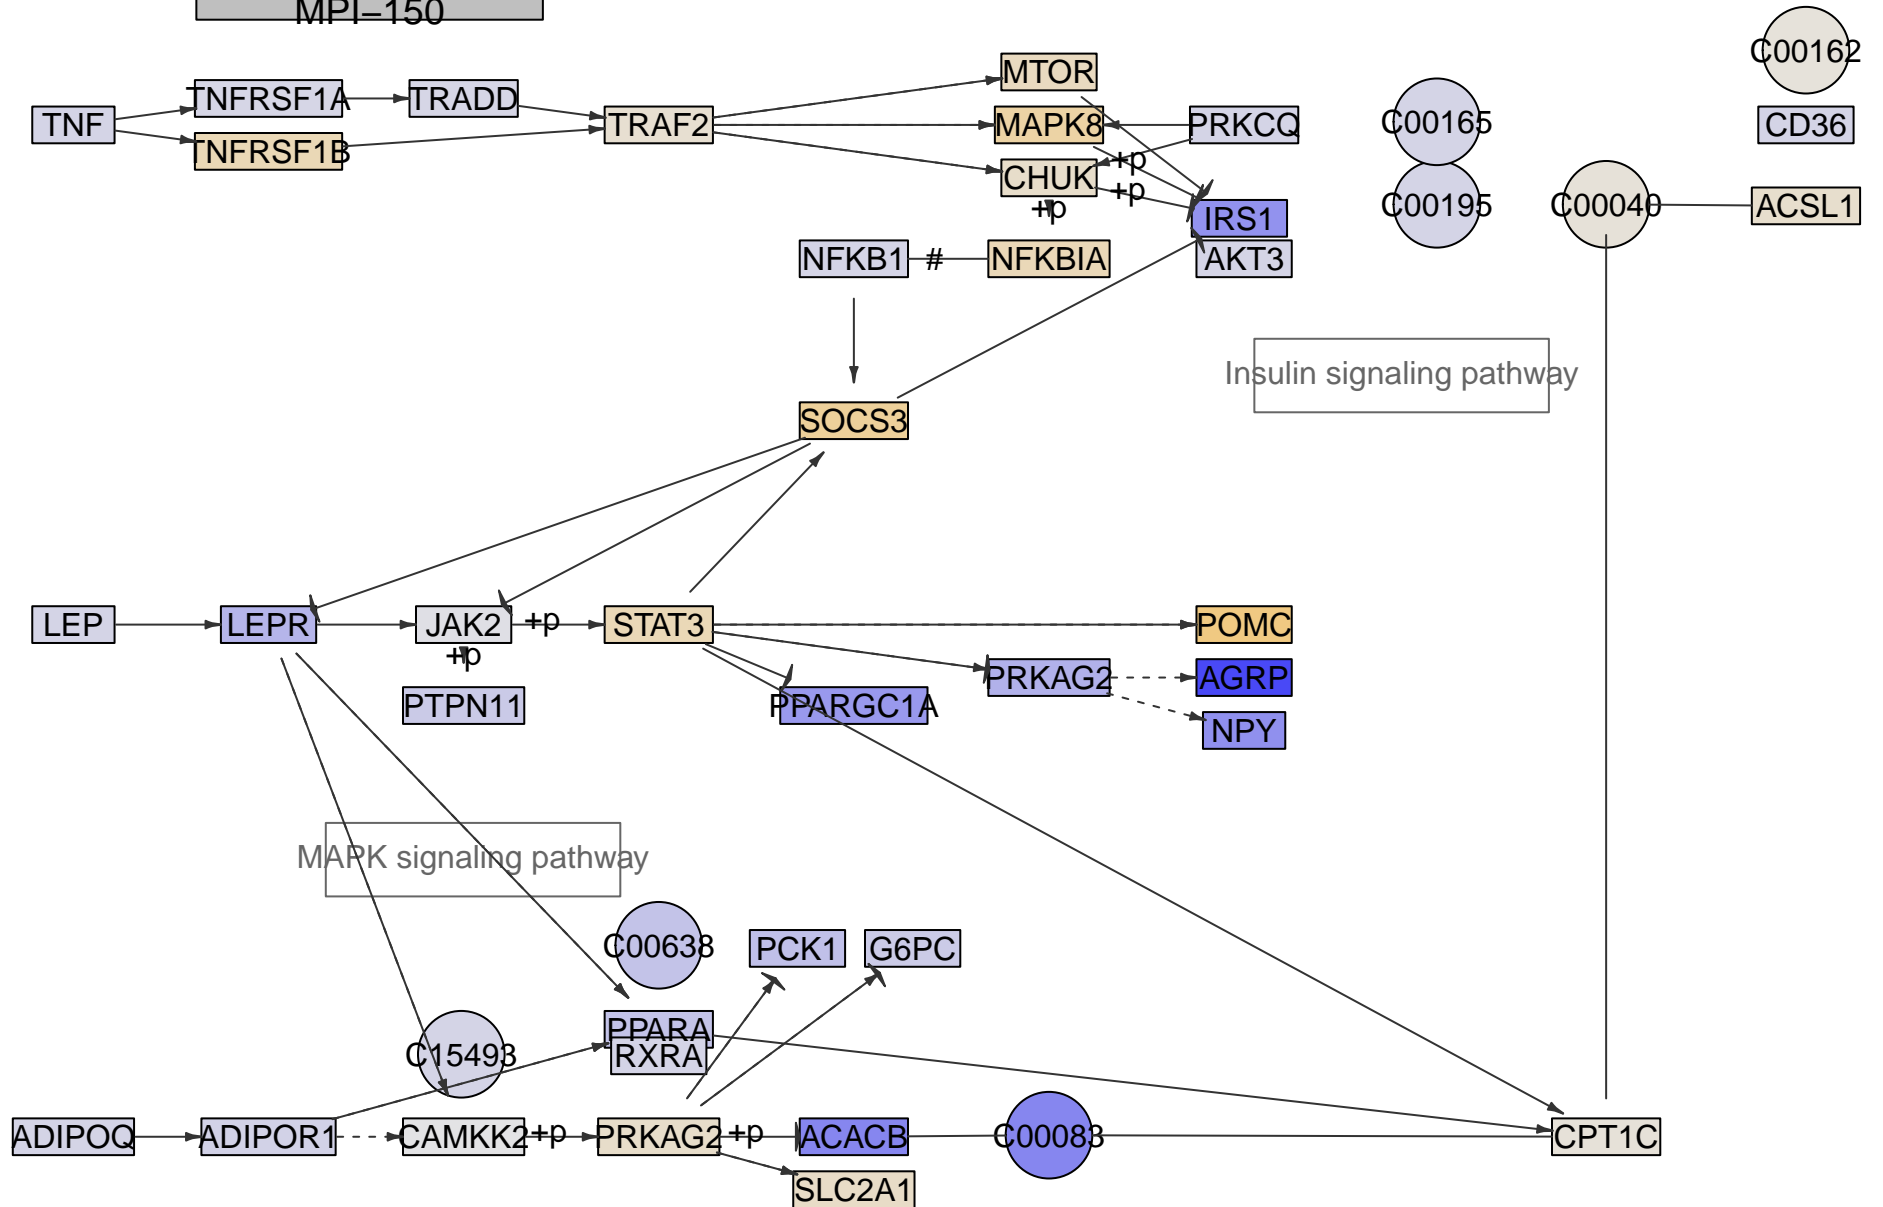 MPI–150
C00162
MTOR
TNFRSF1A
TRADD
TNF
TRAF2
MAPK8
PRKCQ
C00165
CD36
TNFRSF1B
+p
CHUK
+p
+p
IRS1
C00195
C00040
ACSL1
NFKB1
#
NFKBIA
AKT3
Insulin signaling pathway
SOCS3
LEP
LEPR
JAK2
+p
STAT3
POMC
+p
PRKAG2
AGRP
PTPN11
PPARGC1A
NPY
MAPK signaling pathway
C00638
PCK1
G6PC
PPARA
RXRA
C15493
ADIPOQ
ADIPOR1
CAMKK2
+p
PRKAG2
+p
ACACB
C00083
CPT1C
SLC2A1